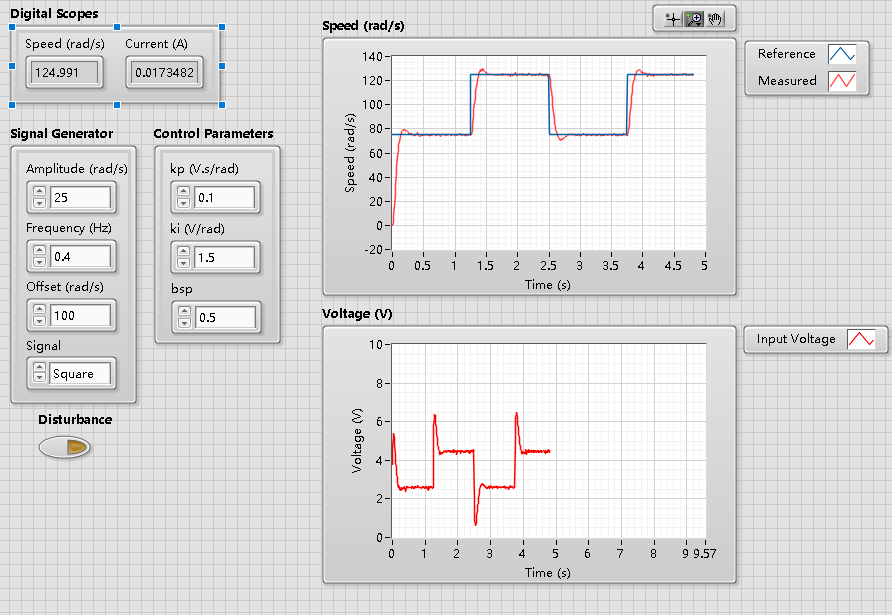 Digital Scopes
Speed (rad/s) Current (A)
124.991 0.0173482
Signal Generator
Amplitude (rad/s)
25
Frequency (Hz)
0.4
Offset (rad/s)
100
Signal
Square
Disturbance
Control Parameters
kp (V.s/rad)
0.1
ki (V/rad)
1.5
bsp
0.5
Speed (rad/s)
Reference
Measured
Speed (rad/s)
140
120
100
80
60
40
20
0
-20
0 0.5 1 1.5 2 2.5 3 3.5 4 4.5 5
Time (s)
Voltage (V)
Input Voltage
Voltage (V)
10
8
6
4
2
0
0 1 2 3 4 5 6 7 8 9 9.57
Time (s)